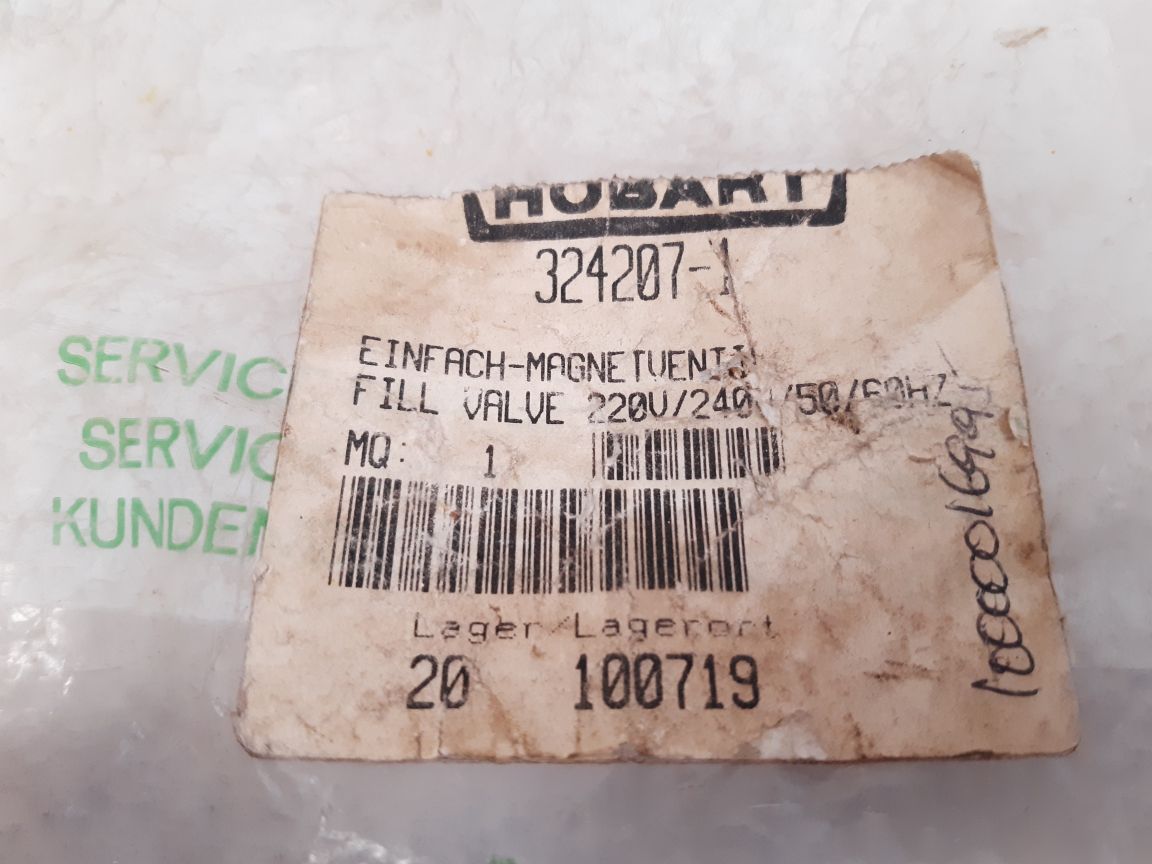 HOBART
324207-1
EINFACH-MAGNETVENTI
FILL VALVE 220V/240V/50/60HZ
MQ: 1
Lager/Lagerort
20 100719
SERVIC
SERVIC
KUNDEN